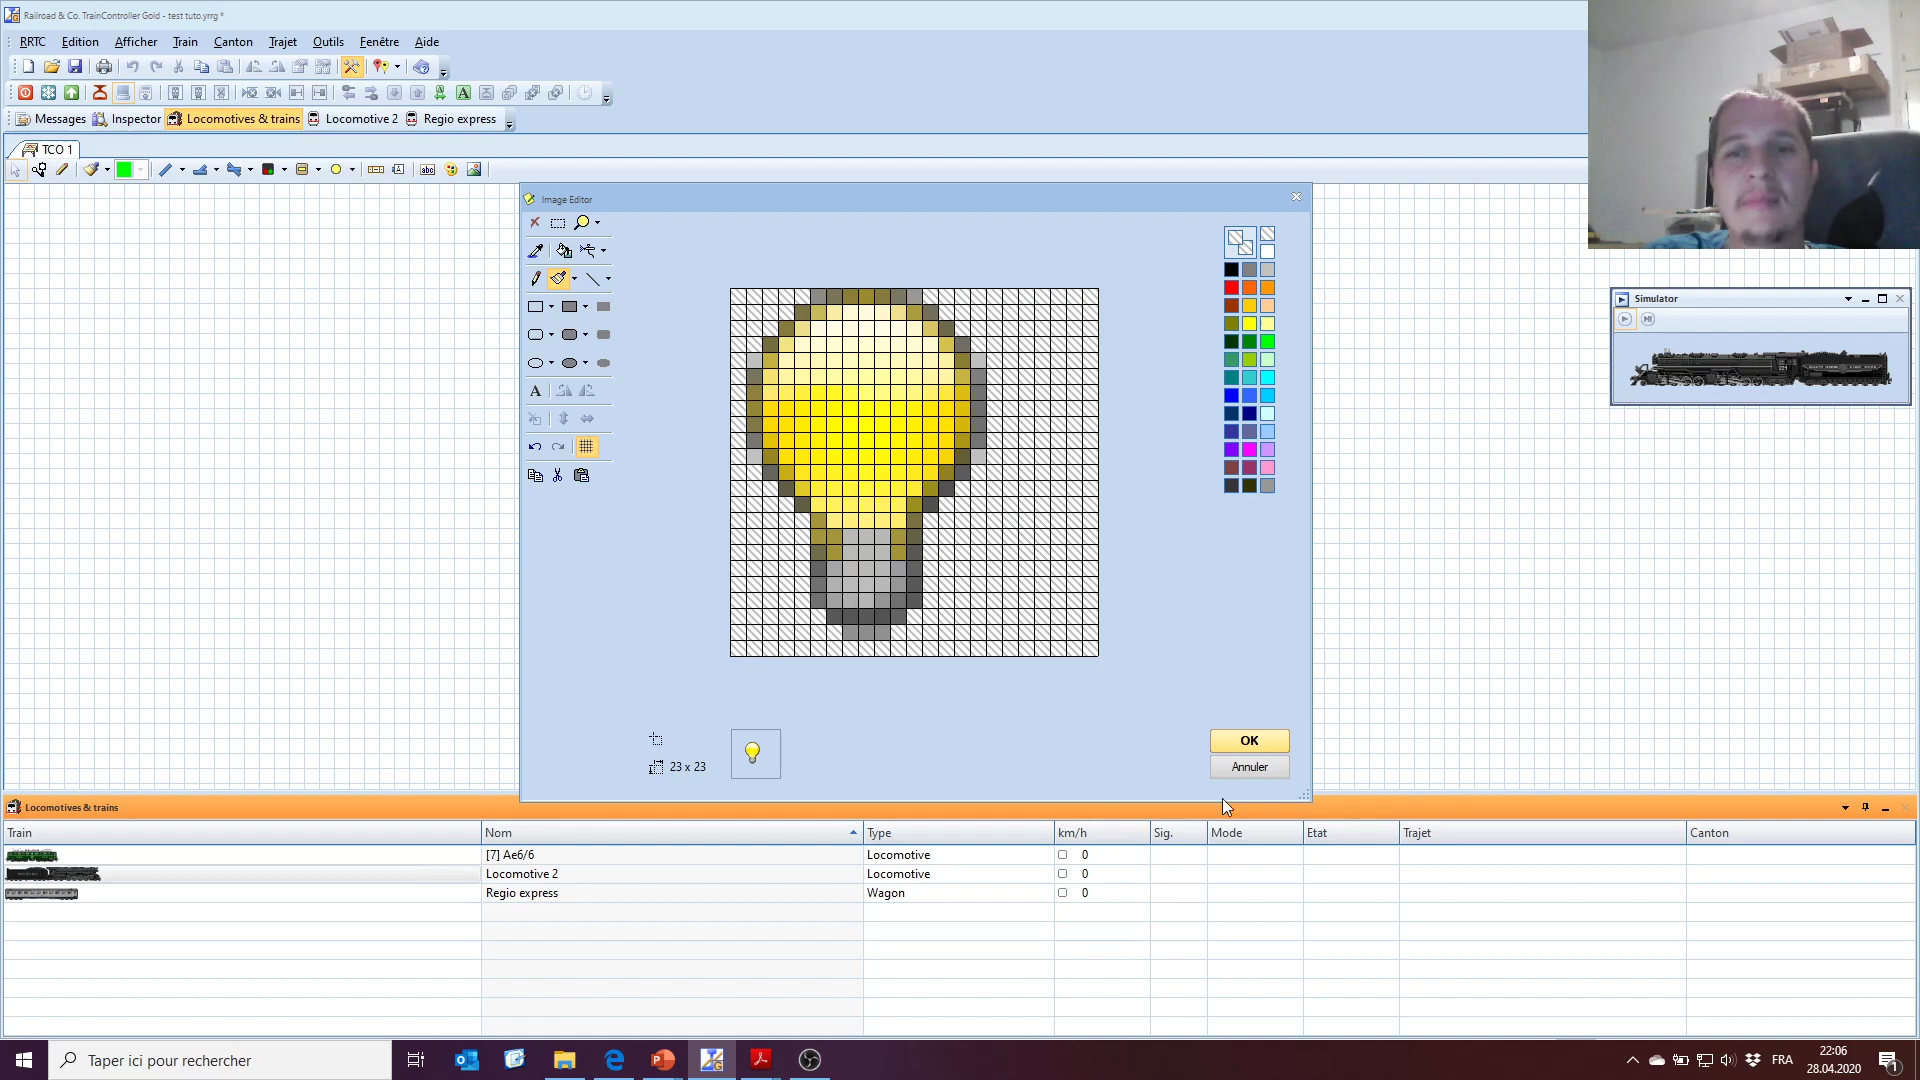 Railroad & Co. TrainController Gold - test tuto.yrrg *
RRTC Edition Afficher Train Canton Trajet Outils Fenêtre Aide
Messages Inspector Locomotives & trains Locomotive 2 Regio express
TCO 1
abc
Image Editor
A
Simulator
23 x 23
OK
Annuler
Locomotives & trains
Train Nom Type km/h Sig. Mode Etat Trajet Canton
[7] Ae6/6 Locomotive 0
Locomotive 2 Locomotive 0
Regio express Wagon 0
Taper ici pour rechercher
FRA
22:06
28.04.2020
1